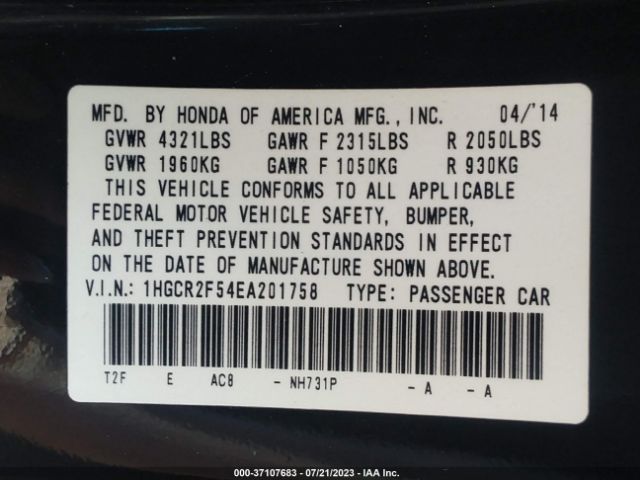 MFD. BY HONDA OF AMERICA MFG., INC. 04/'14
GVWR 4321LBS GAWR F 2315LBS R 2050LBS
GVWR 1960KG GAWR F 1050KG R 930KG
THIS VEHICLE CONFORMS TO ALL APPLICABLE
FEDERAL MOTOR VEHICLE SAFETY, BUMPER,
AND THEFT PREVENTION STANDARDS IN EFFECT
ON THE DATE OF MANUFACTURE SHOWN ABOVE.
V.I.N.: 1HGCR2F54EA201758 TYPE: PASSENGER CAR
T2F E AC8 - NH731P - A - A
000-37107683 - 07/21/2023 - IAA Inc.